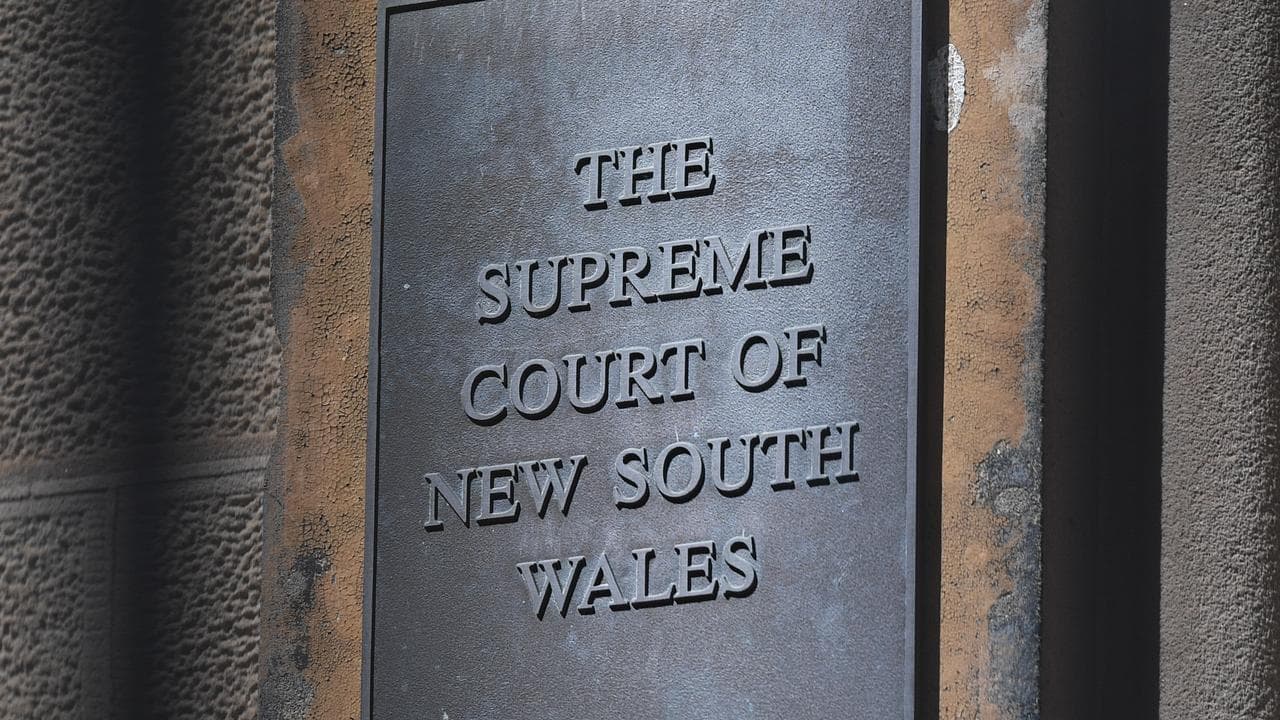 THE
SUPREME
COURT OF
NEW SOUTH
WALES